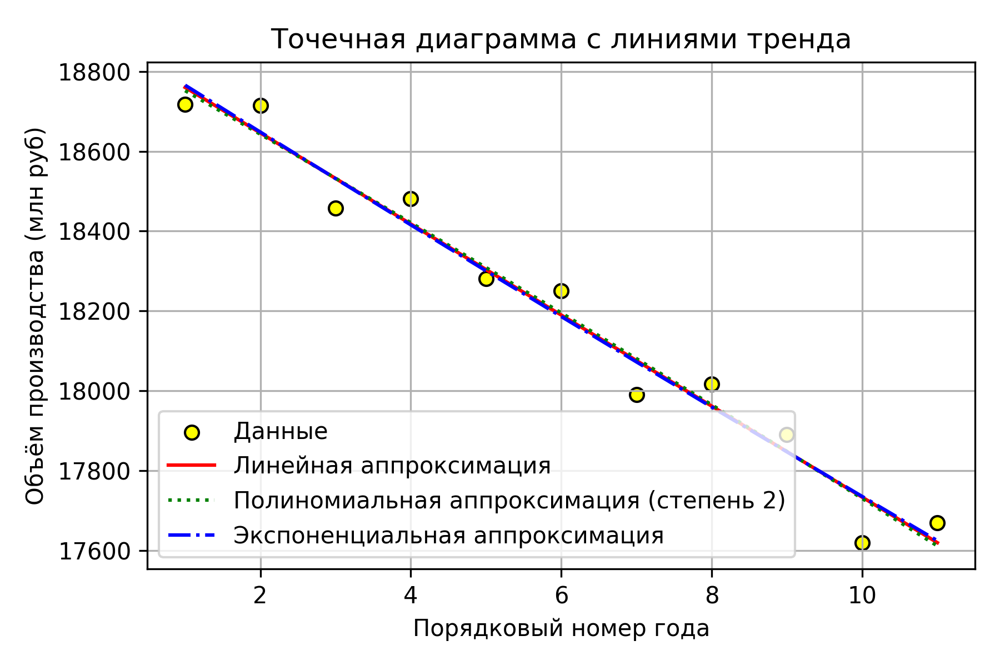 Точечная диаграмма с линиями тренда
Объём производства (млн руб)
18800
18600
18400
18200
18000
17800
17600
Данные
Линейная аппроксимация
Полиномиальная аппроксимация (степень 2)
Экспоненциальная аппроксимация
2 4 6 8 10
Порядковый номер года